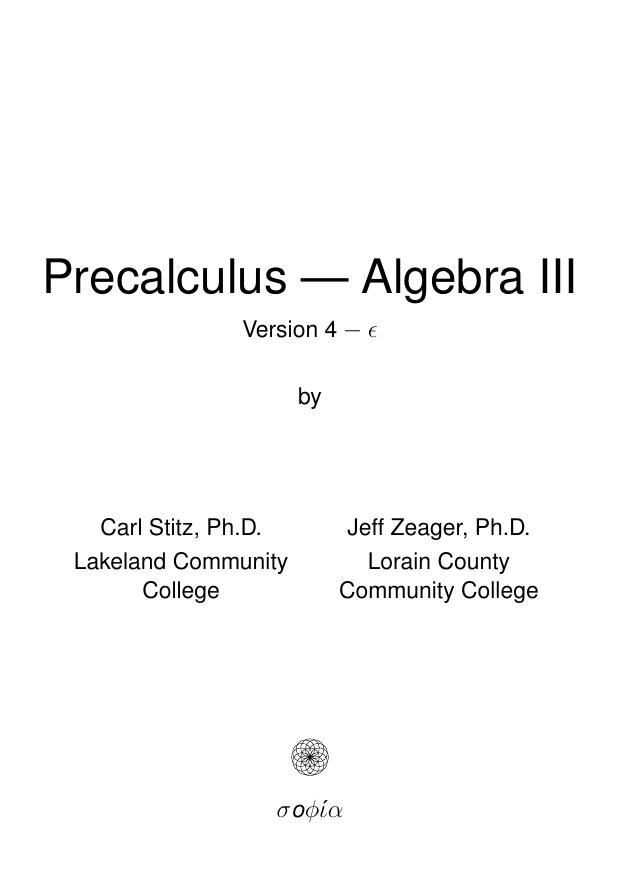 Precalculus — Algebra III
Version 4 − ϵ
by
Carl Stitz, Ph.D.
Lakeland Community
College
Jeff Zeager, Ph.D.
Lorain County
Community College
σοφία